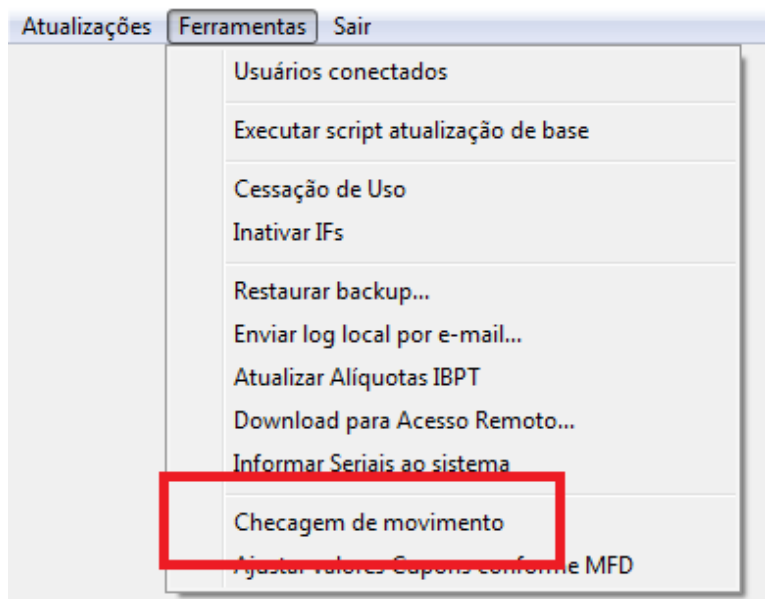 Atualizações Ferramentas Sair
Usuários conectados
Executar script atualização de base
Cessação de Uso
Inativar IFs
Restaurar backup...
Enviar log local por e-mail...
Atualizar Alíquotas IBPT
Download para Acesso Remoto...
Informar Seriais ao sistema
Checagem de movimento
Ajustar valores Cupons conforme MFD